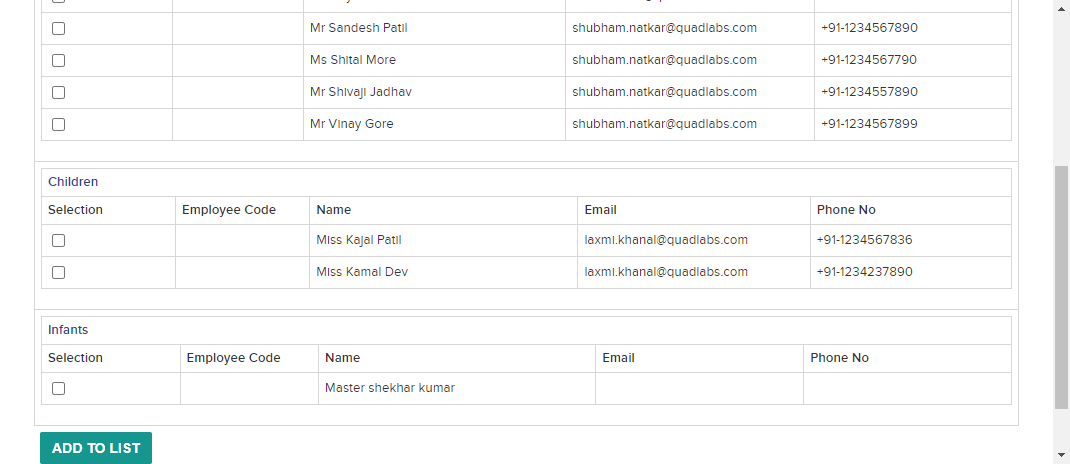 Mr Sandesh Patil shubham.natkar@quadlabs.com +91-1234567890
Ms Shital More shubham.natkar@quadlabs.com +91-1234567790
Mr Shivaji Jadhav shubham.natkar@quadlabs.com +91-1234557890
Mr Vinay Gore shubham.natkar@quadlabs.com +91-1234567899
Children
Selection Employee Code Name Email Phone No
Miss Kajal Patil laxmi.khanal@quadlabs.com +91-1234567836
Miss Kamal Dev laxmi.khanal@quadlabs.com +91-1234237890
Infants
Selection Employee Code Name Email Phone No
Master shekhar kumar
ADD TO LIST